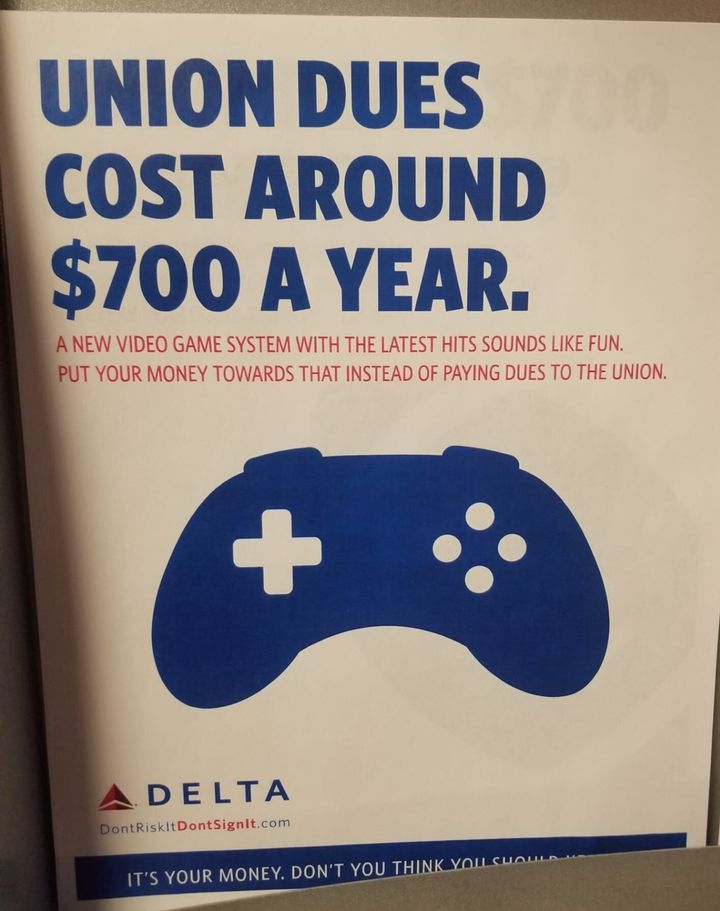 UNION DUES
COST AROUND
$700 A YEAR.
A NEW VIDEO GAME SYSTEM WITH THE LATEST HITS SOUNDS LIKE FUN.
PUT YOUR MONEY TOWARDS THAT INSTEAD OF PAYING DUES TO THE UNION.
DELTA
DontRiskItDontSignIt.com
IT'S YOUR MONEY. DON'T YOU THINK YOU SHOULD